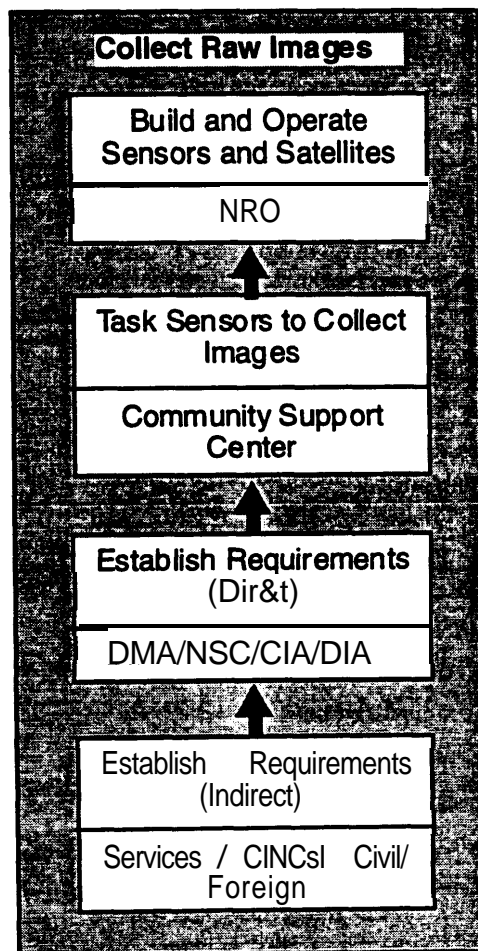 Collect Raw Images
Build and Operate
Sensors and Satellites
NRO
Task Sensors to Collect
Images
Community Support
Center
Establish Requirements
(Dir&t)
DMA/NSC/CIA/DIA
Establish Requirements
(Indirect)
Services / CINCsI Civil/
Foreign